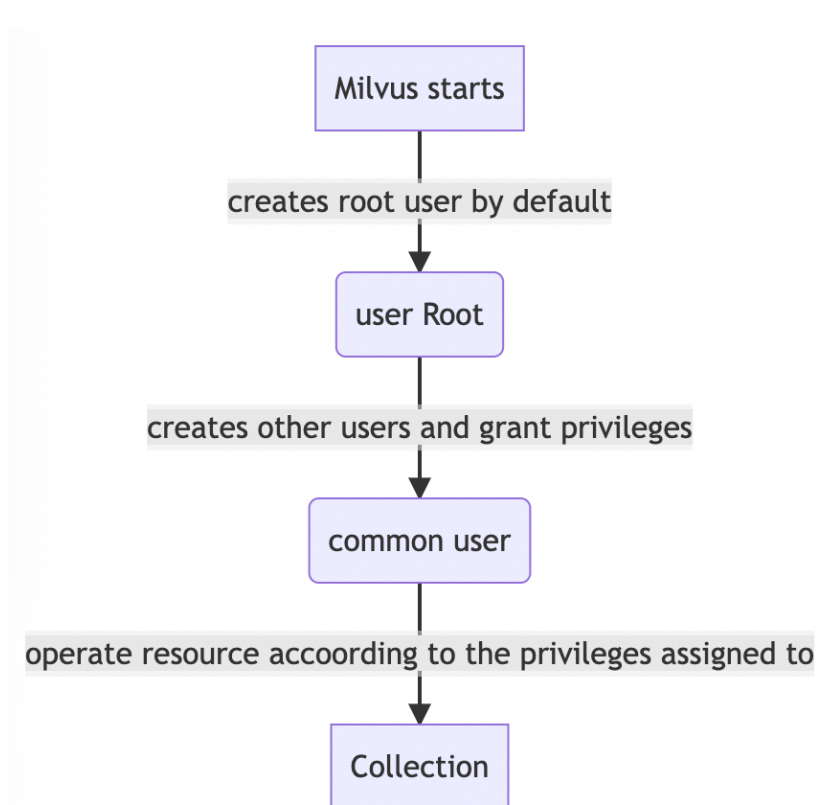 Milvus starts
creates root user by default
user Root
creates other users and grant privileges
common user
operate resource accoording to the privileges assigned to
Collection